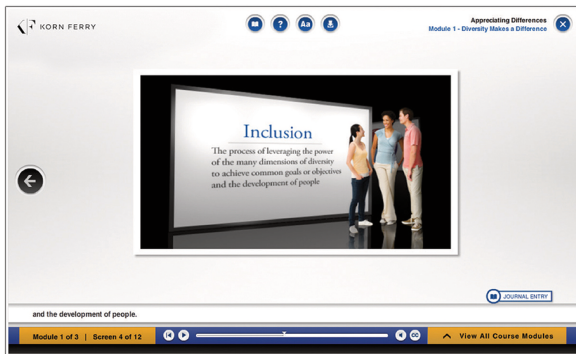 KORN FERRY
?
Aa
Appreciating Differences
Module 1 - Diversity Makes a Difference
Inclusion
The process of leveraging the power
of the many dimensions of diversity
to achieve common goals or objectives
and the development of people
JOURNAL ENTRY
and the development of people.
Module 1 of 3 | Screen 4 of 12
CC
View All Course Modules